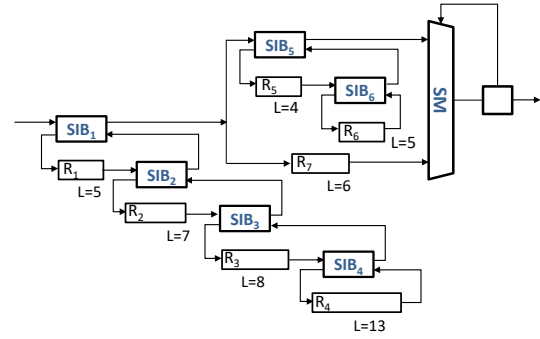 SIB5
R5
L=4
SIB6
R6
L=5
SM
SIB1
R1
L=5
SIB2
R2
L=7
R7
L=6
SIB3
R3
L=8
SIB4
R4
L=13